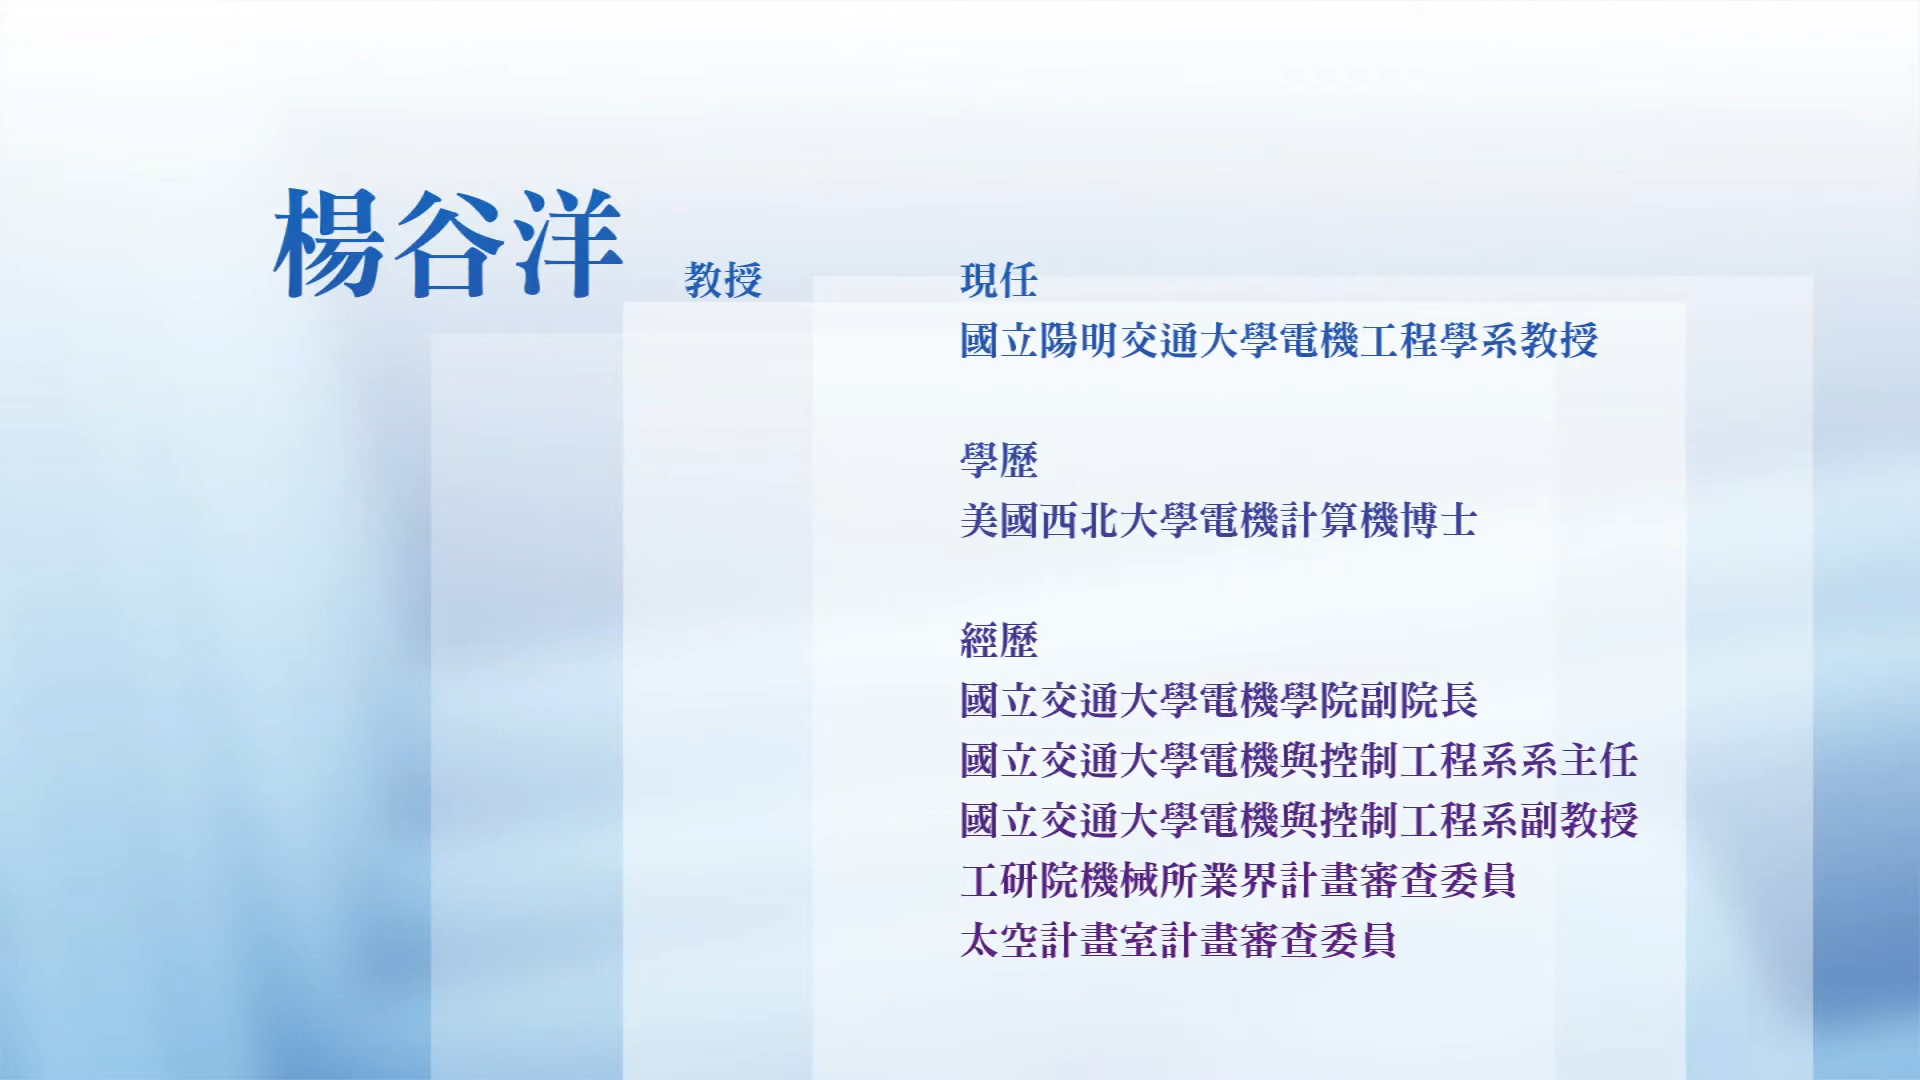 楊谷洋 教授
現任
國立陽明交通大學電機工程學系教授
學歷
美國西北大學電機計算機博士
經歷
國立交通大學電機學院副院長
國立交通大學電機與控制工程系系主任
國立交通大學電機與控制工程系副教授
工研院機械所業界計畫審查委員
太空計畫室計畫審查委員